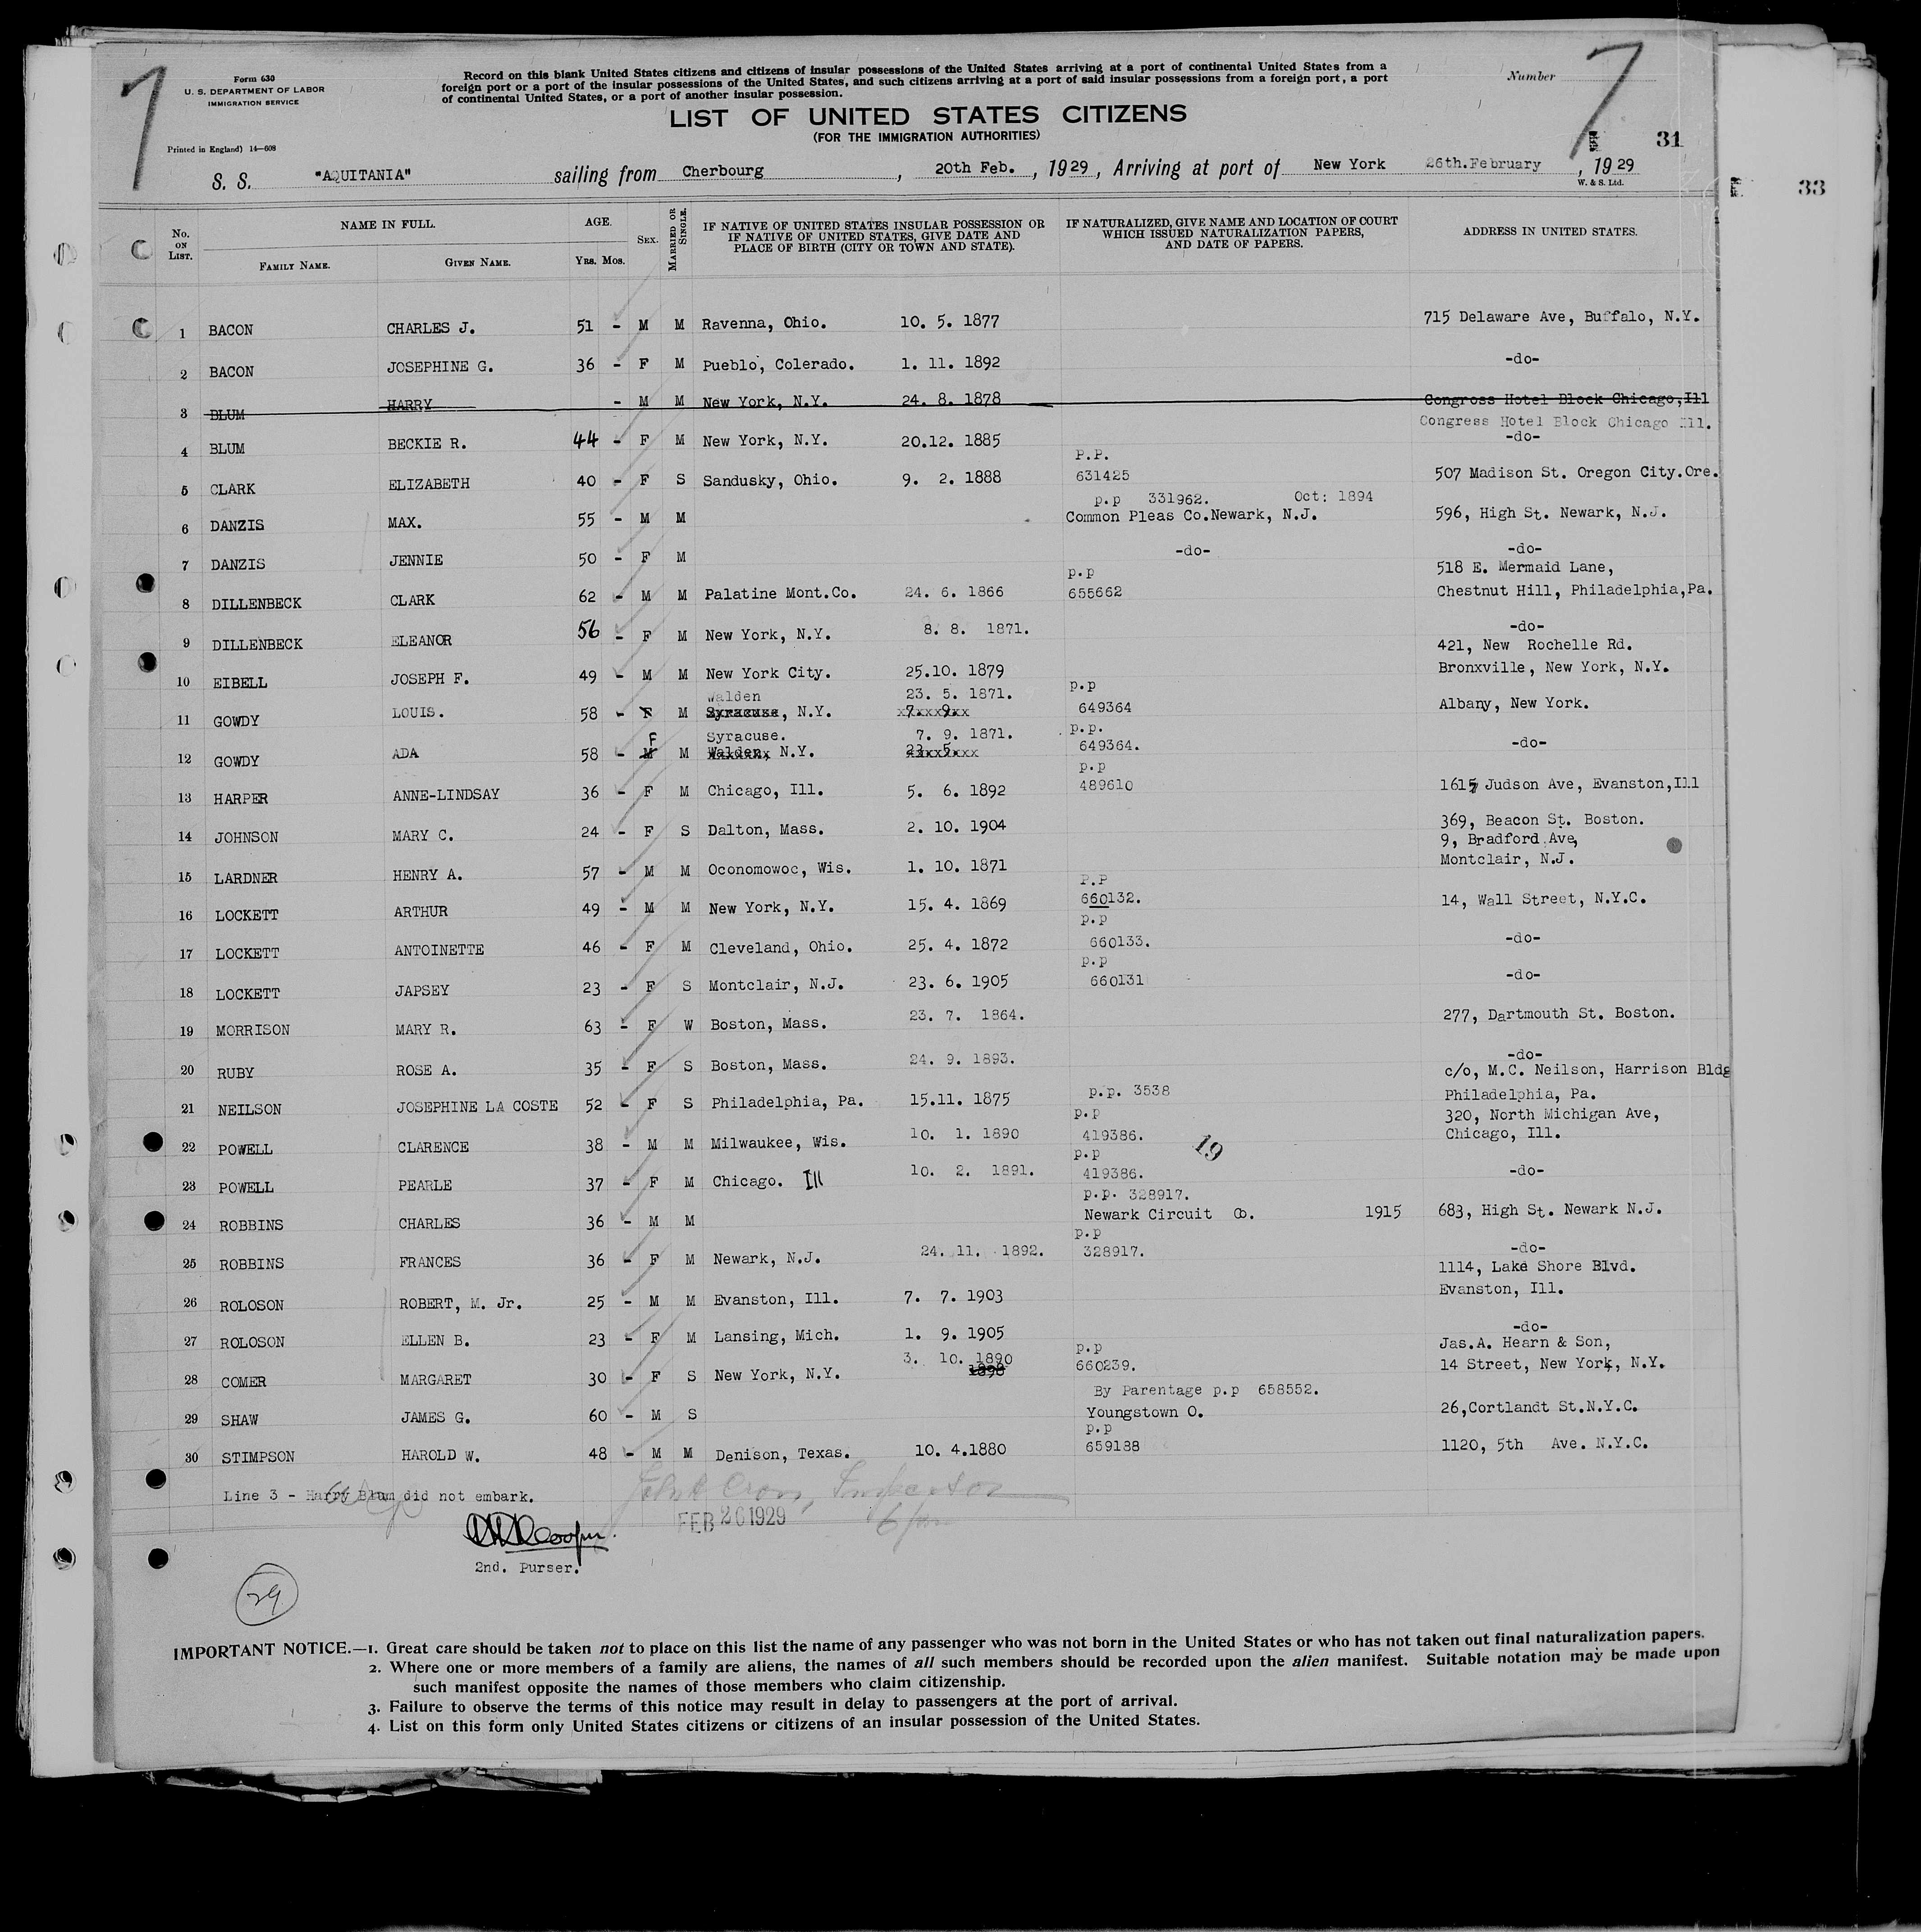 Form 630
U. S. DEPARTMENT OF LABOR
IMMIGRATION SERVICE
Record on this blank United States citizens and citizens of insular possessions of the United States arriving at a port of continental United States from a
foreign port or a port of the insular possessions of the United States, and such citizens arriving at a port of said insular possessions from a foreign port, a port
of continental United States, or a port of another insular possession.
Number
7
7
LIST OF UNITED STATES CITIZENS
(FOR THE IMMIGRATION AUTHORITIES)
31
33
Printed in England) 14—608
S. S. "AQUITANIA" sailing from Cherbourg, 20th Feb., 1929, Arriving at port of New York 26th.February, 1929
W. & S. Ltd.
No. ON LIST. NAME IN FULL. AGE. SEX. MARRIED OR SINGLE. IF NATIVE OF UNITED STATES INSULAR POSSESSION OR IF NATIVE OF UNITED STATES, GIVE DATE AND PLACE OF BIRTH (CITY OR TOWN AND STATE). IF NATURALIZED, GIVE NAME AND LOCATION OF COURT WHICH ISSUED NATURALIZATION PAPERS, AND DATE OF PAPERS. ADDRESS IN UNITED STATES.
FAMILY NAME. GIVEN NAME. YRS. MOS.
1 BACON CHARLES J. 51 - M M Ravenna, Ohio. 10. 5. 1877 715 Delaware Ave, Buffalo, N.Y.
2 BACON JOSEPHINE G. 36 - F M Pueblo, Colerado. 1. 11. 1892 -do-
3 BLUM HARRY - M M New York, N.Y. 24. 8. 1878 Congross Hotel Block Chicago,Ill
Congress Hotel Block Chicago Ill.
4 BLUM BECKIE R. 44 - F M New York, N.Y. 20.12. 1885 -do-
P.P.
5 CLARK ELIZABETH 40 - F S Sandusky, Ohio. 9. 2. 1888 631425 507 Madison St. Oregon City.Ore.
p.p 331962. Oct: 1894
6 DANZIS MAX. 55 - M M Common Pleas Co.Newark, N.J. 596, High St. Newark, N.J.
7 DANZIS JENNIE 50 - F M -do- -do-
p.p 518 E. Mermaid Lane,
8 DILLENBECK CLARK 62 - M M Palatine Mont.Co. 24. 6. 1866 655662 Chestnut Hill, Philadelphia,Pa.
9 DILLENBECK ELEANOR 56 - F M New York, N.Y. 8. 8. 1871. -do-
421, New Rochelle Rd.
10 EIBELL JOSEPH F. 49 - M M New York City. 25.10. 1879 Bronxville, New York, N.Y.
Walden 23. 5. 1871. p.p
11 GOWDY LOUIS. 58 - F M Syracuse, N.Y. 7. 9. 649364 Albany, New York.
F Syracuse. 7. 9. 1871. p.p.
12 GOWDY ADA 58 - M M Walden, N.Y. 23. 5. 649364. -do-
p.p
13 HARPER ANNE-LINDSAY 36 - F M Chicago, Ill. 5. 6. 1892 489610 1615 Judson Ave, Evanston,Ill
14 JOHNSON MARY C. 24 - F S Dalton, Mass. 2. 10. 1904 369, Beacon St. Boston.
9, Bradford Ave,
15 LARDNER HENRY A. 57 - M M Oconomowoc, Wis. 1. 10. 1871 Montclair, N.J.
P.P
16 LOCKETT ARTHUR 49 - M M New York, N.Y. 15. 4. 1869 660132. 14, Wall Street, N.Y.C.
p.p
17 LOCKETT ANTOINETTE 46 - F M Cleveland, Ohio. 25. 4. 1872 660133. -do-
p.p
18 LOCKETT JAPSEY 23 - F S Montclair, N.J. 23. 6. 1905 660131 -do-
19 MORRISON MARY R. 63 - F W Boston, Mass. 23. 7. 1864. 277, Dartmouth St. Boston.
20 RUBY ROSE A. 35 - F S Boston, Mass. 24. 9. 1893. -do-
c/o, M.C. Neilson, Harrison Bldg
21 NEILSON JOSEPHINE LA COSTE 52 - F S Philadelphia, Pa. 15.11. 1875 p.p. 3538 Philadelphia, Pa.
p.p 320, North Michigan Ave,
22 POWELL CLARENCE 38 - M M Milwaukee, Wis. 10. 1. 1890 419386. 19 Chicago, Ill.
p.p
23 POWELL PEARLE 37 - F M Chicago. Ill 10. 2. 1891. 419386. -do-
p.p. 328917.
24 ROBBINS CHARLES 36 - M M Newark Circuit Co. 1915 683, High St. Newark N.J.
p.p
25 ROBBINS FRANCES 36 - F M Newark, N.J. 24. 11. 1892. 328917. -do-
1114, Lake Shore Blvd.
26 ROLOSON ROBERT, M. Jr. 25 - M M Evanston, Ill. 7. 7. 1903 Evanston, Ill.
27 ROLOSON ELLEN B. 23 - F M Lansing, Mich. 1. 9. 1905 -do-
3. 10. 1890 p.p Jas.A. Hearn & Son,
28 COMER MARGARET 30 - F S New York, N.Y. 1898 660239. 14 Street, New York, N.Y.
By Parentage p.p 658552.
29 SHAW JAMES G. 60 - M S Youngstown O. 26,Cortlandt St.N.Y.C.
p.p
30 STIMPSON HAROLD W. 48 - M M Denison, Texas. 10. 4.1880 659188 1120, 5th Ave. N.Y.C.
Line 3 - Harry Blum did not embark.
FEB 26 1929
Cooper.
2nd. Purser.
29
IMPORTANT NOTICE.—1. Great care should be taken not to place on this list the name of any passenger who was not born in the United States or who has not taken out final naturalization papers.
2. Where one or more members of a family are aliens, the names of all such members should be recorded upon the alien manifest. Suitable notation may be made upon
such manifest opposite the names of those members who claim citizenship.
3. Failure to observe the terms of this notice may result in delay to passengers at the port of arrival.
4. List on this form only United States citizens or citizens of an insular possession of the United States.